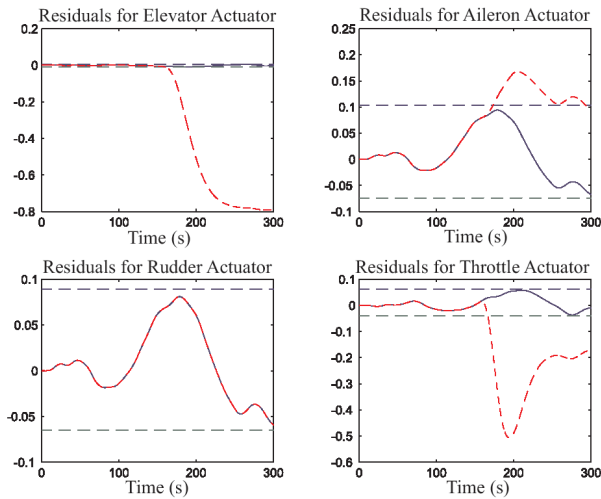 Residuals for Elevator Actuator
0.2
0
-0.2
-0.4
-0.6
-0.8
0 100 200 300
Time (s)
Residuals for Aileron Actuator
0.25
0.2
0.15
0.1
0.05
0
-0.05
-0.1
0 100 200 300
Time (s)
Residuals for Rudder Actuator
0.1
0.05
0
-0.05
-0.1
0 100 200 300
Time (s)
Residuals for Throttle Actuator
0.1
0
-0.1
-0.2
-0.3
-0.4
-0.5
-0.6
0 100 200 300
Time (s)